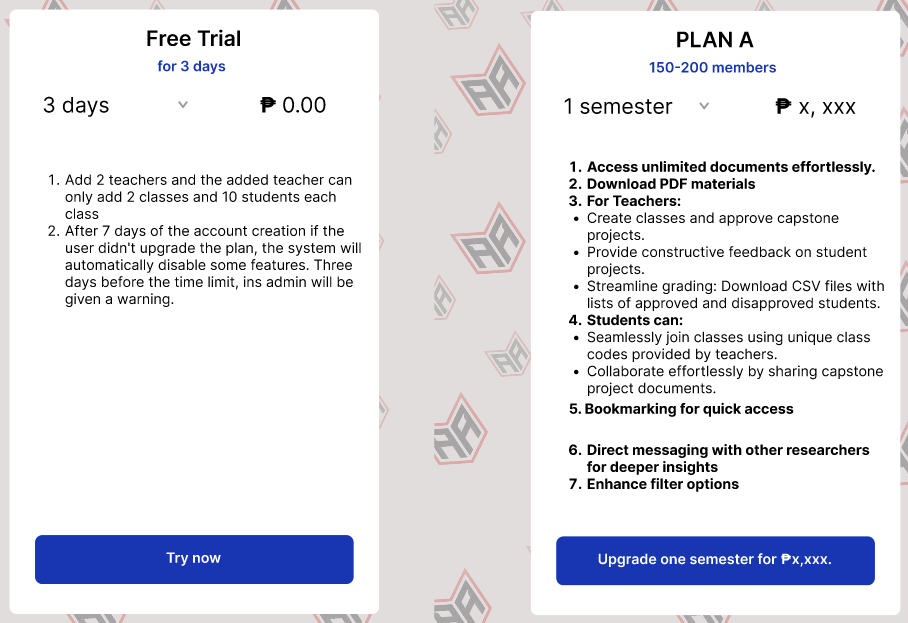 Free Trial
for 3 days
3 days
₱ 0.00
1. Add 2 teachers and the added teacher can
only add 2 classes and 10 students each
class
2. After 7 days of the account creation if the
user didn't upgrade the plan, the system will
automatically disable some features. Three
days before the time limit, ins admin will be
given a warning.
Try now
PLAN A
150-200 members
1 semester
₱ x, xxx
1. Access unlimited documents effortlessly.
2. Download PDF materials
3. For Teachers:
• Create classes and approve capstone
projects.
• Provide constructive feedback on student
projects.
• Streamline grading: Download CSV files with
lists of approved and disapproved students.
4. Students can:
• Seamlessly join classes using unique class
codes provided by teachers.
• Collaborate effortlessly by sharing capstone
project documents.
5. Bookmarking for quick access
6. Direct messaging with other researchers
for deeper insights
7. Enhance filter options
Upgrade one semester for ₱x,xxx.